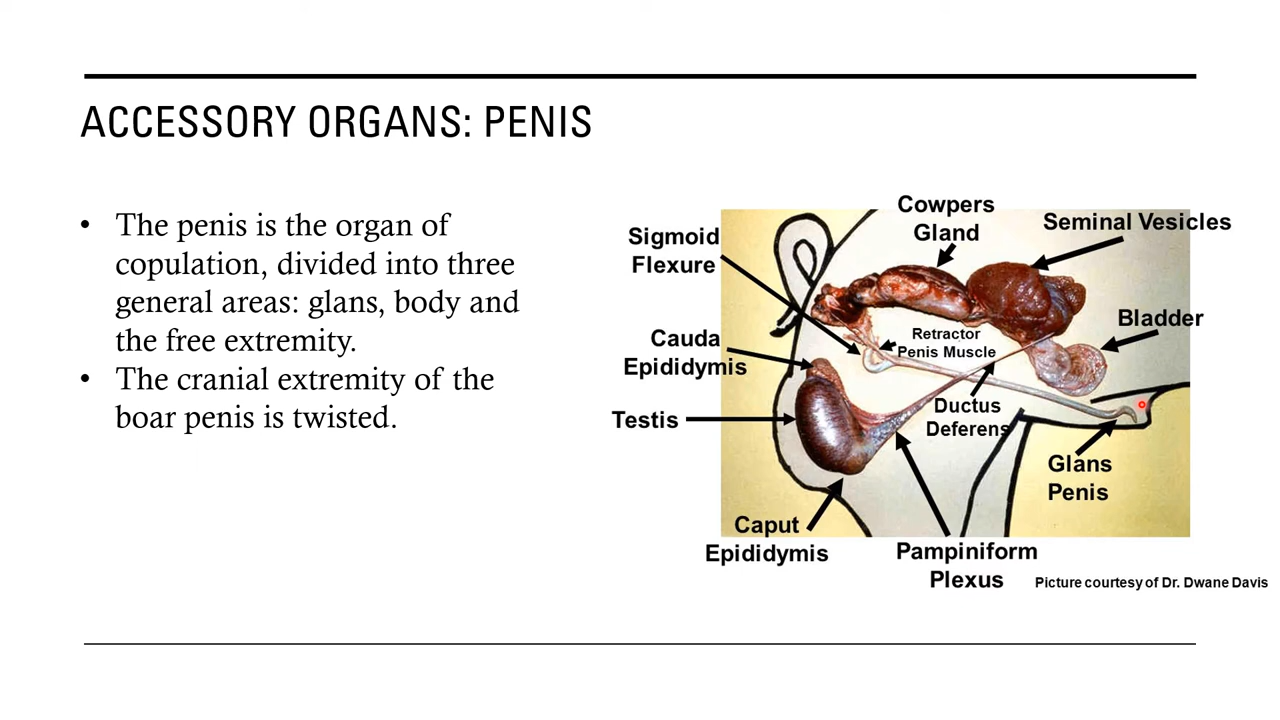 ACCESSORY ORGANS: PENIS
• The penis is the organ of
copulation, divided into three
general areas: glans, body and
the free extremity.
• The cranial extremity of the
boar penis is twisted.
Cowpers
Gland
Seminal Vesicles
Sigmoid
Flexure
Bladder
Retractor
Penis Muscle
Cauda
Epididymis
Testis
Ductus
Deferens
Glans
Penis
Caput
Epididymis
Pampiniform
Plexus
Picture courtesy of Dr. Dwane Davis